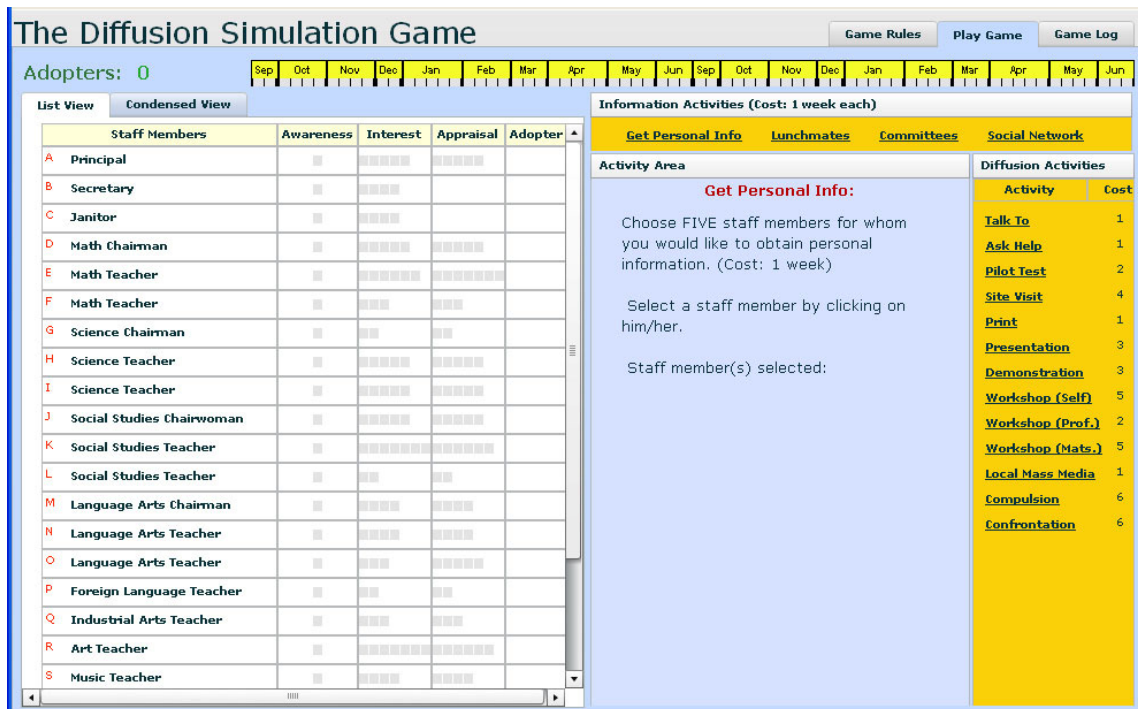 The Diffusion Simulation Game
Game Rules Play Game Game Log
Adopters: 0
Sep Oct Nov Dec Jan Feb Mar Apr May Jun Sep Oct Nov Dec Jan Feb Mar Apr May Jun
List View Condensed View
Information Activities (Cost: 1 week each)
Get Personal Info Lunchmates Committees Social Network
Staff Members Awareness Interest Appraisal Adopter
A Principal
B Secretary
C Janitor
D Math Chairman
E Math Teacher
F Math Teacher
G Science Chairman
H Science Teacher
I Science Teacher
J Social Studies Chairwoman
K Social Studies Teacher
L Social Studies Teacher
M Language Arts Chairman
N Language Arts Teacher
O Language Arts Teacher
P Foreign Language Teacher
Q Industrial Arts Teacher
R Art Teacher
S Music Teacher
Activity Area
Get Personal Info:
Choose FIVE staff members for whom
you would like to obtain personal
information. (Cost: 1 week)
Select a staff member by clicking on
him/her.
Staff member(s) selected:
Diffusion Activities
Activity Cost
Talk To 1
Ask Help 1
Pilot Test 2
Site Visit 4
Print 1
Presentation 3
Demonstration 3
Workshop (Self) 5
Workshop (Prof.) 2
Workshop (Mats.) 5
Local Mass Media 1
Compulsion 6
Confrontation 6